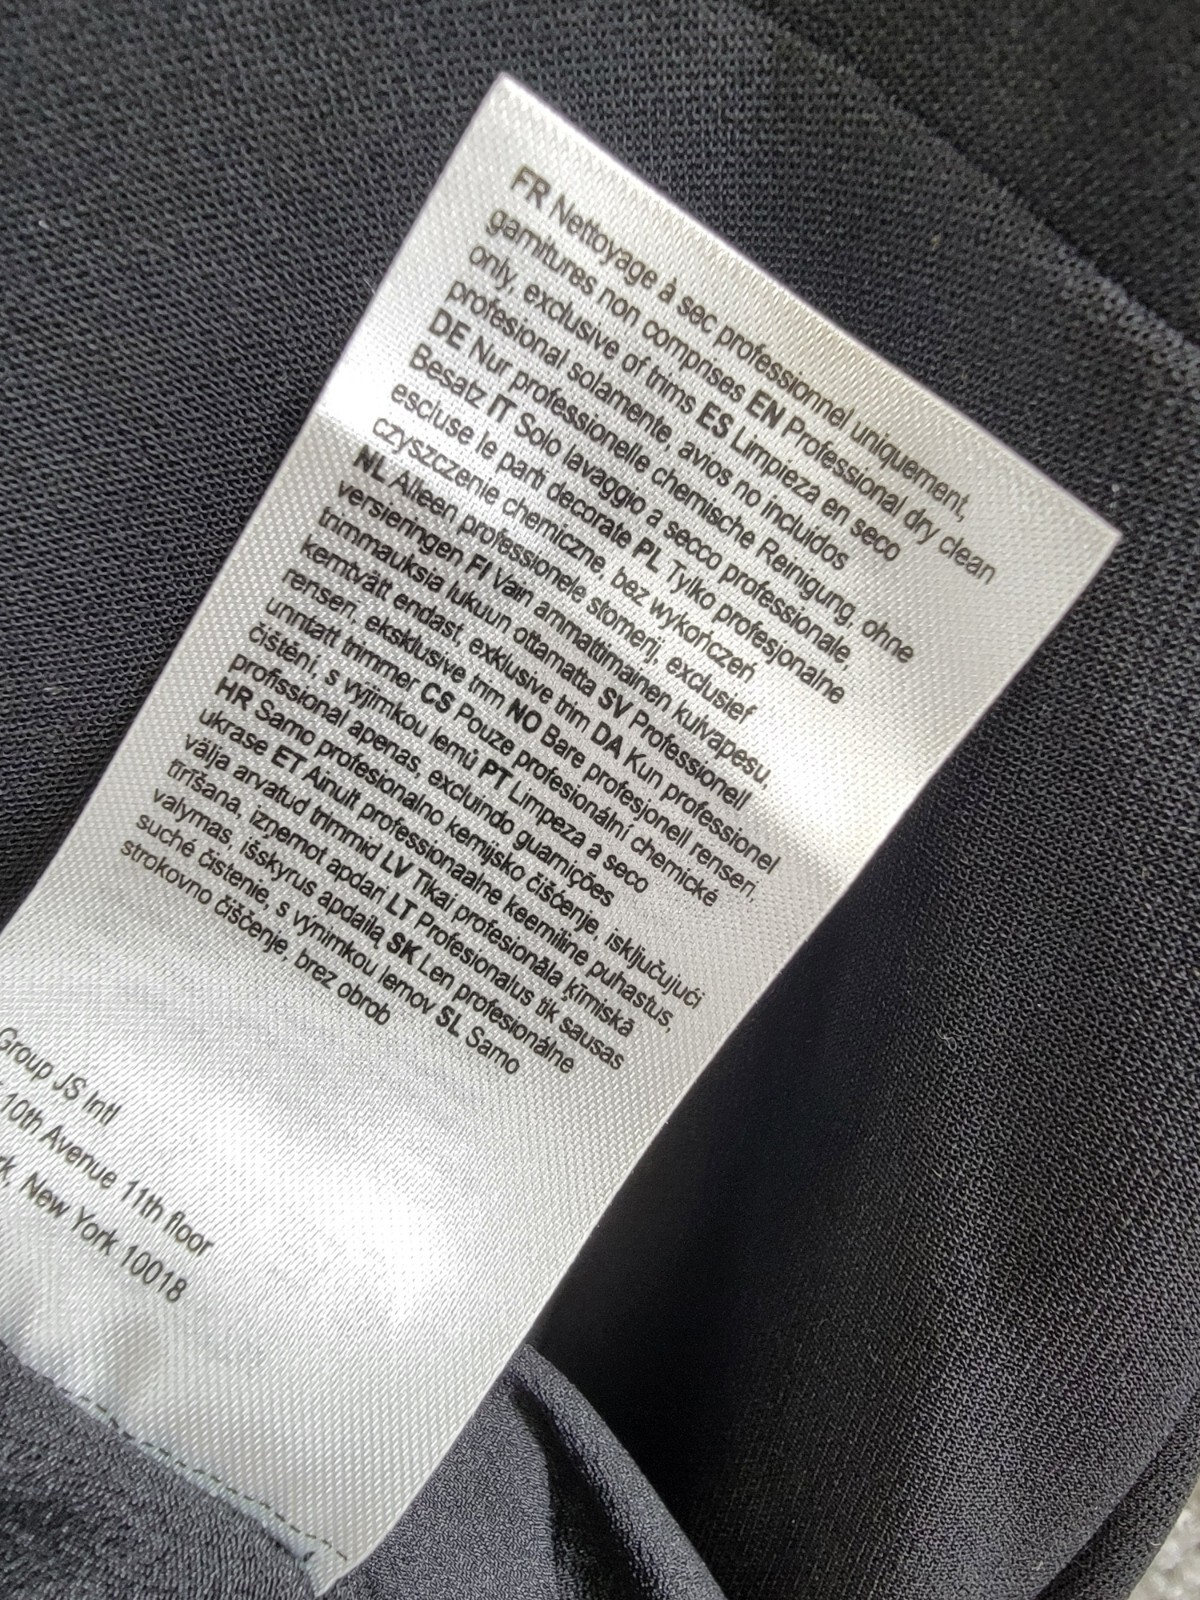 FR Nettoyage à sec professionnel uniquement,
garnitures non comprises EN Professional dry clean
only, exclusive of trims ES Limpieza en seco
profesional solamente, avios no incluidos
DE Nur professionelle chemische Reinigung, ohne
Besatz IT Solo lavaggio a secco professionale,
escluse le parti decorate PL Tylko profesjonalne
czyszczenie chemiczne, bez wykończeń
NL Alleen professionele stomerij, exclusief
versieringen FI Vain ammattimainen kuivapesu,
trimmauksia lukuun ottamatta SV Professionell
kemtvätt endast, exklusive trim DA Kun professionel
renseri, eksklusive trim NO Bare profesjonell renseri,
unntatt trimmer CS Pouze profesionální chemické
čištění, s výjimkou lemů PT Limpeza a seco
profissional apenas, excluindo guarnições
HR Samo profesionalno kemijsko čišćenje, isključujući
ukrase ET Ainult professionaalne keemiline puhastus,
välja arvatud trimmid LV Tikai profesionāla ķīmiskā
tīrīšana, izņemot apdari LT Profesionalus tik sausas
valymas, išskyrus apdailą SK Len profesionálne
suché čistenie, s výnimkou lemov SL Samo
strokovno čiščenje, brez obrob
Group JS Intl
10th Avenue 11th floor
New York 10018